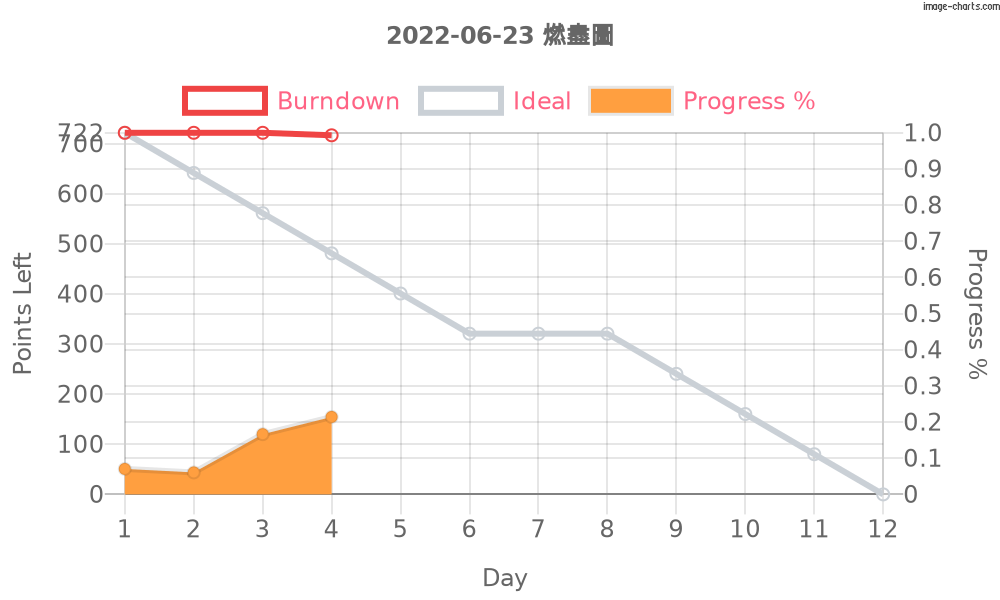 image-charts.com
2022-06-23 燃盡圖
Burndown Ideal Progress %
722 1.0
700
0.9
600 0.8
500 0.7
0.6
400 0.5
300 0.4
0.3
200 0.2
100 0.1
0 0
Points Left
Progress %
1 2 3 4 5 6 7 8 9 10 11 12
Day